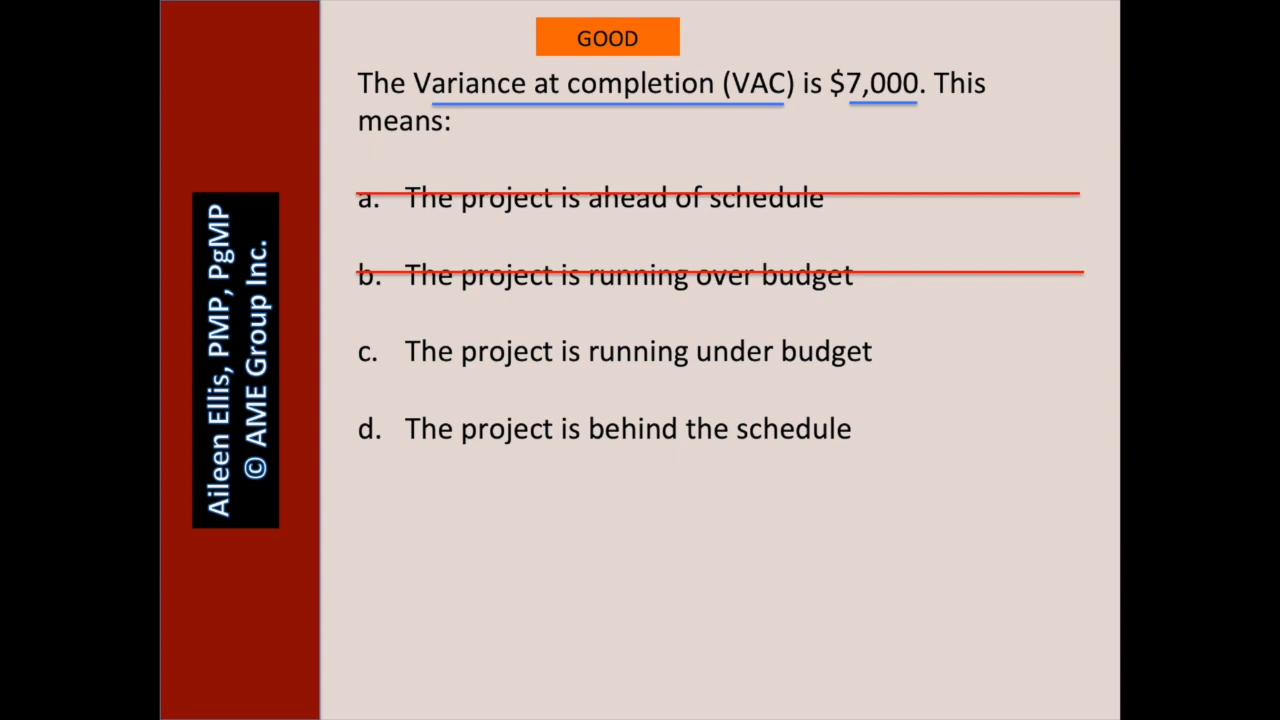 GOOD
The Variance at completion (VAC) is $7,000. This
means:
a. The project is ahead of schedule
b. The project is running over budget
c. The project is running under budget
d. The project is behind the schedule
Aileen Ellis, PMP, PgMP
© AME Group Inc.